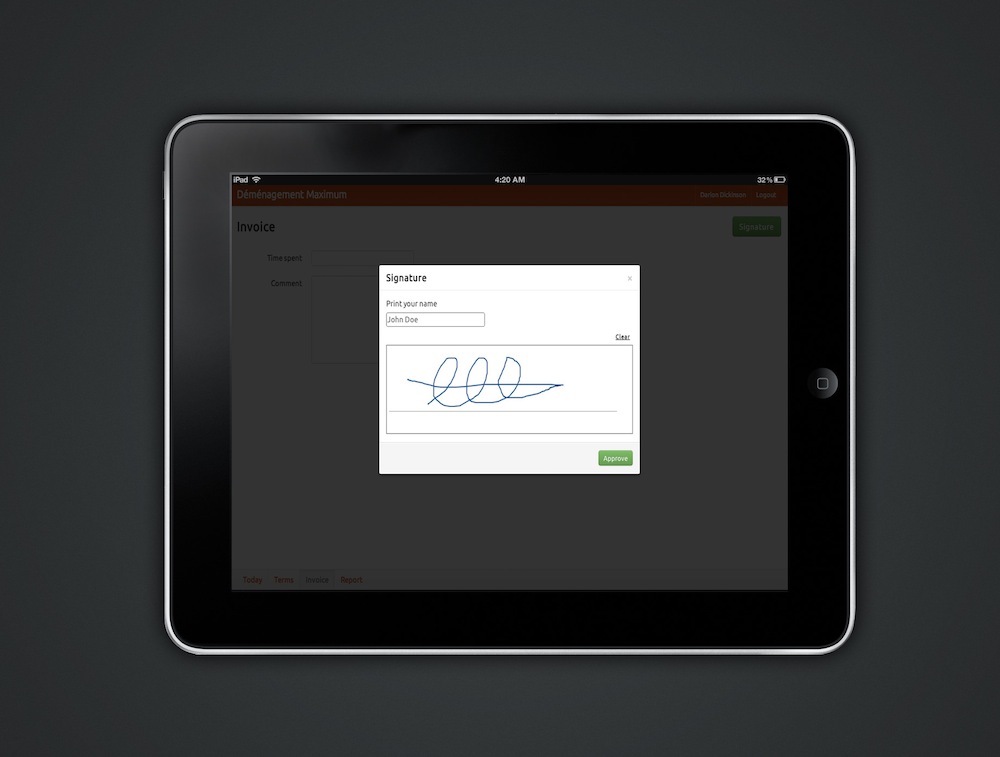 iPad 4:20 AM 32%
Déménagement Maximum Darion Dickinson Logout
Invoice Signature
Time spent
Comment
Signature ×
Print your name
John Doe
Clear
Approve
Today Terms Invoice Report